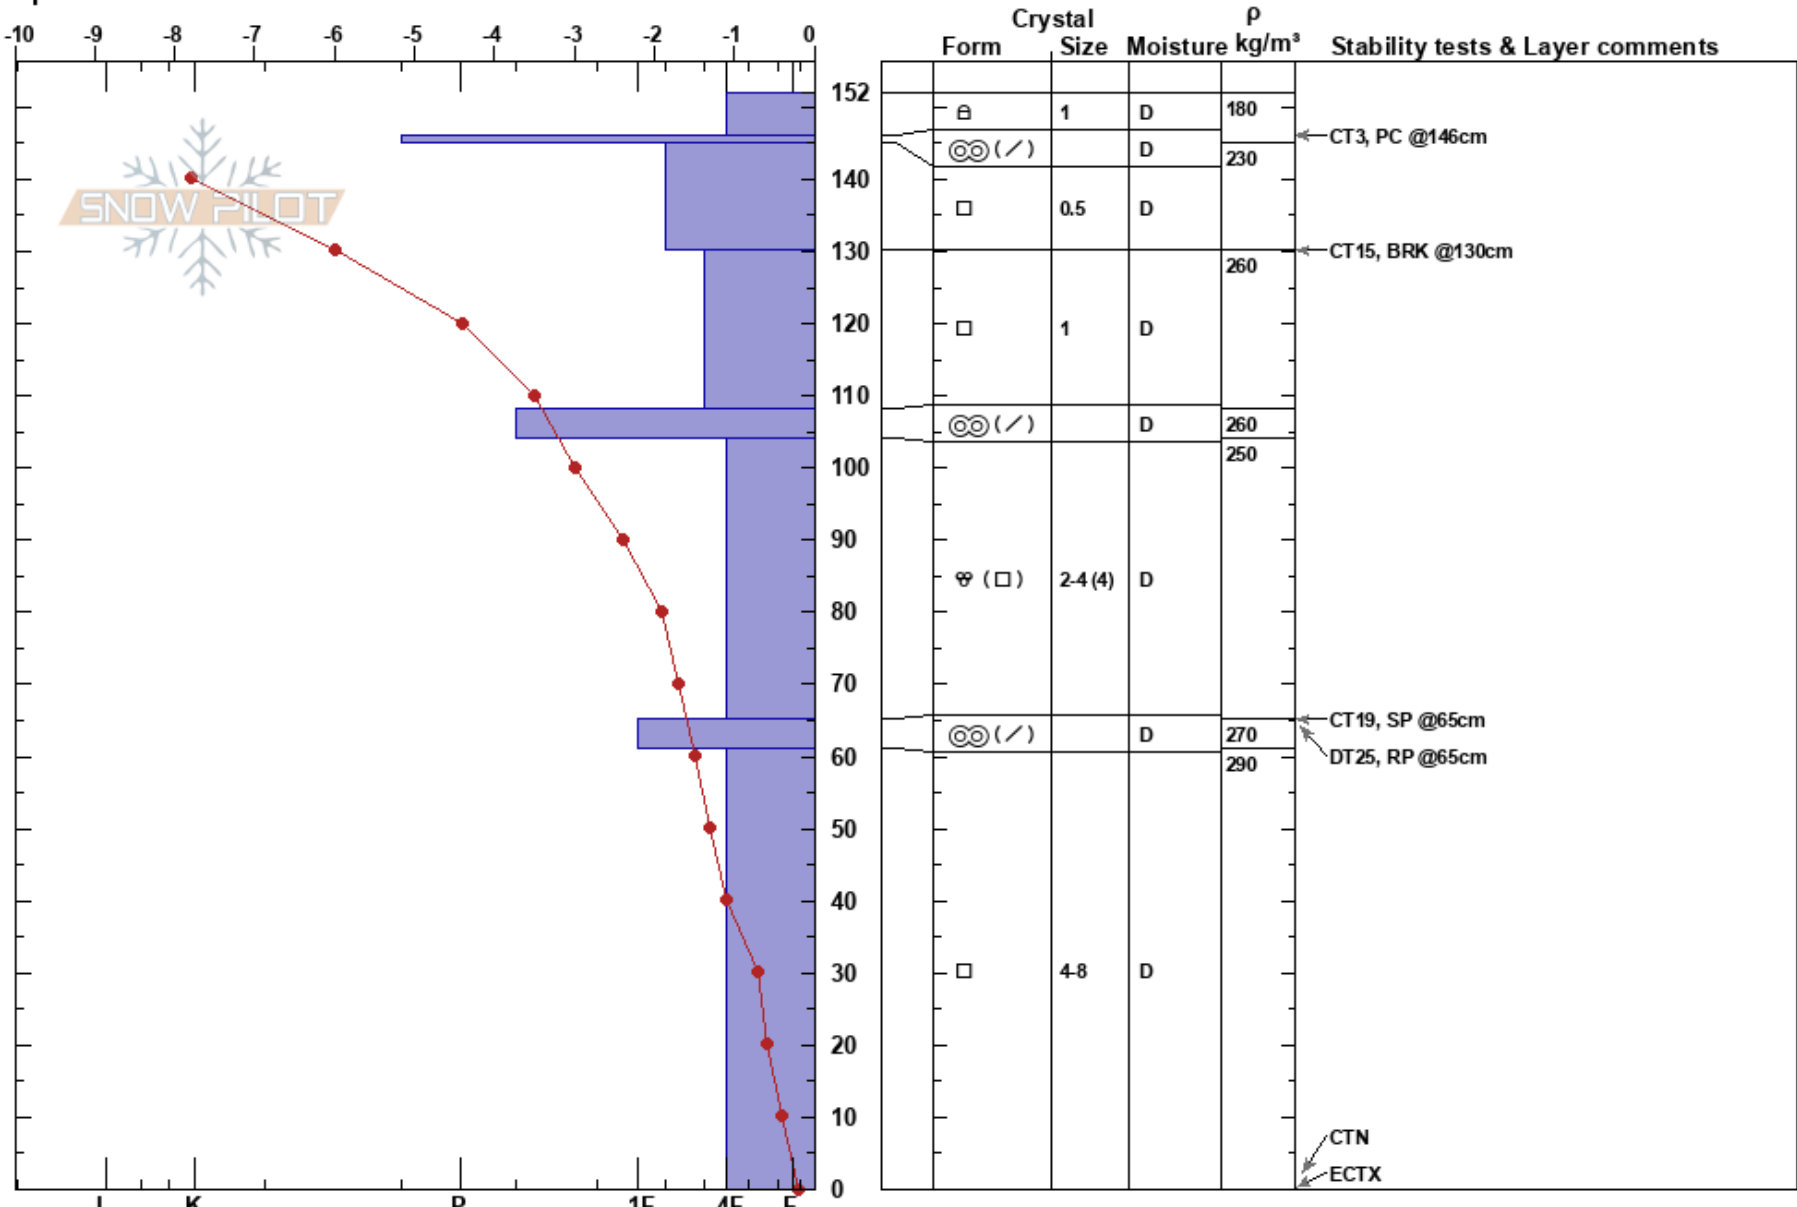 Crystal ρ
-10 -9 -8 -7 -6 -5 -4 -3 -2 -1 0 Form Size Moisture kg/m³ Stability tests & Layer comments
152
1 D 180
CT3, PC @146cm
D 230
SNOW PILOT
140
0.5 D
130 260 CT15, BRK @130cm
120 1 D
110
D 260
250
100
90
80 2-4 (4) D
70
CT19, SP @65cm
D 270
60 290 DT25, RP @65cm
50
40
30 4-8 D
20
10
CTN
ECTX
0
I K P 1F 4F F